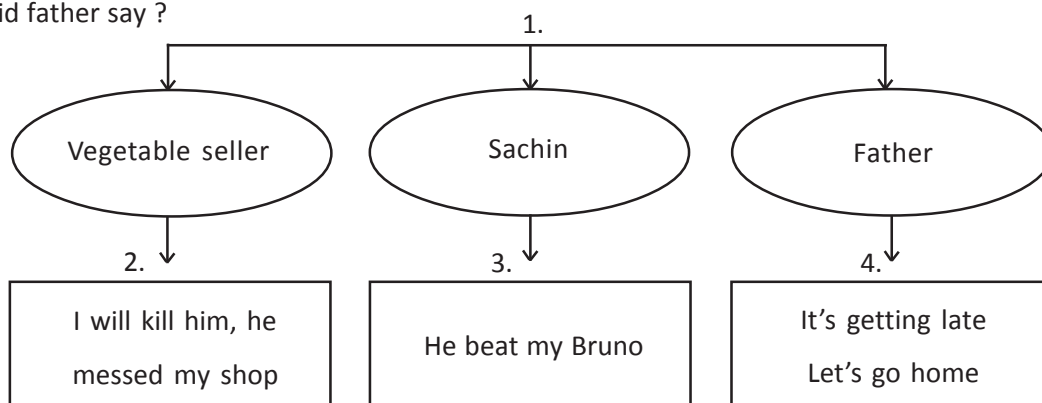 id father say ?
1.
Vegetable seller
Sachin
Father
2.
3.
4.
I will kill him, he
messed my shop
He beat my Bruno
It's getting late
Let's go home